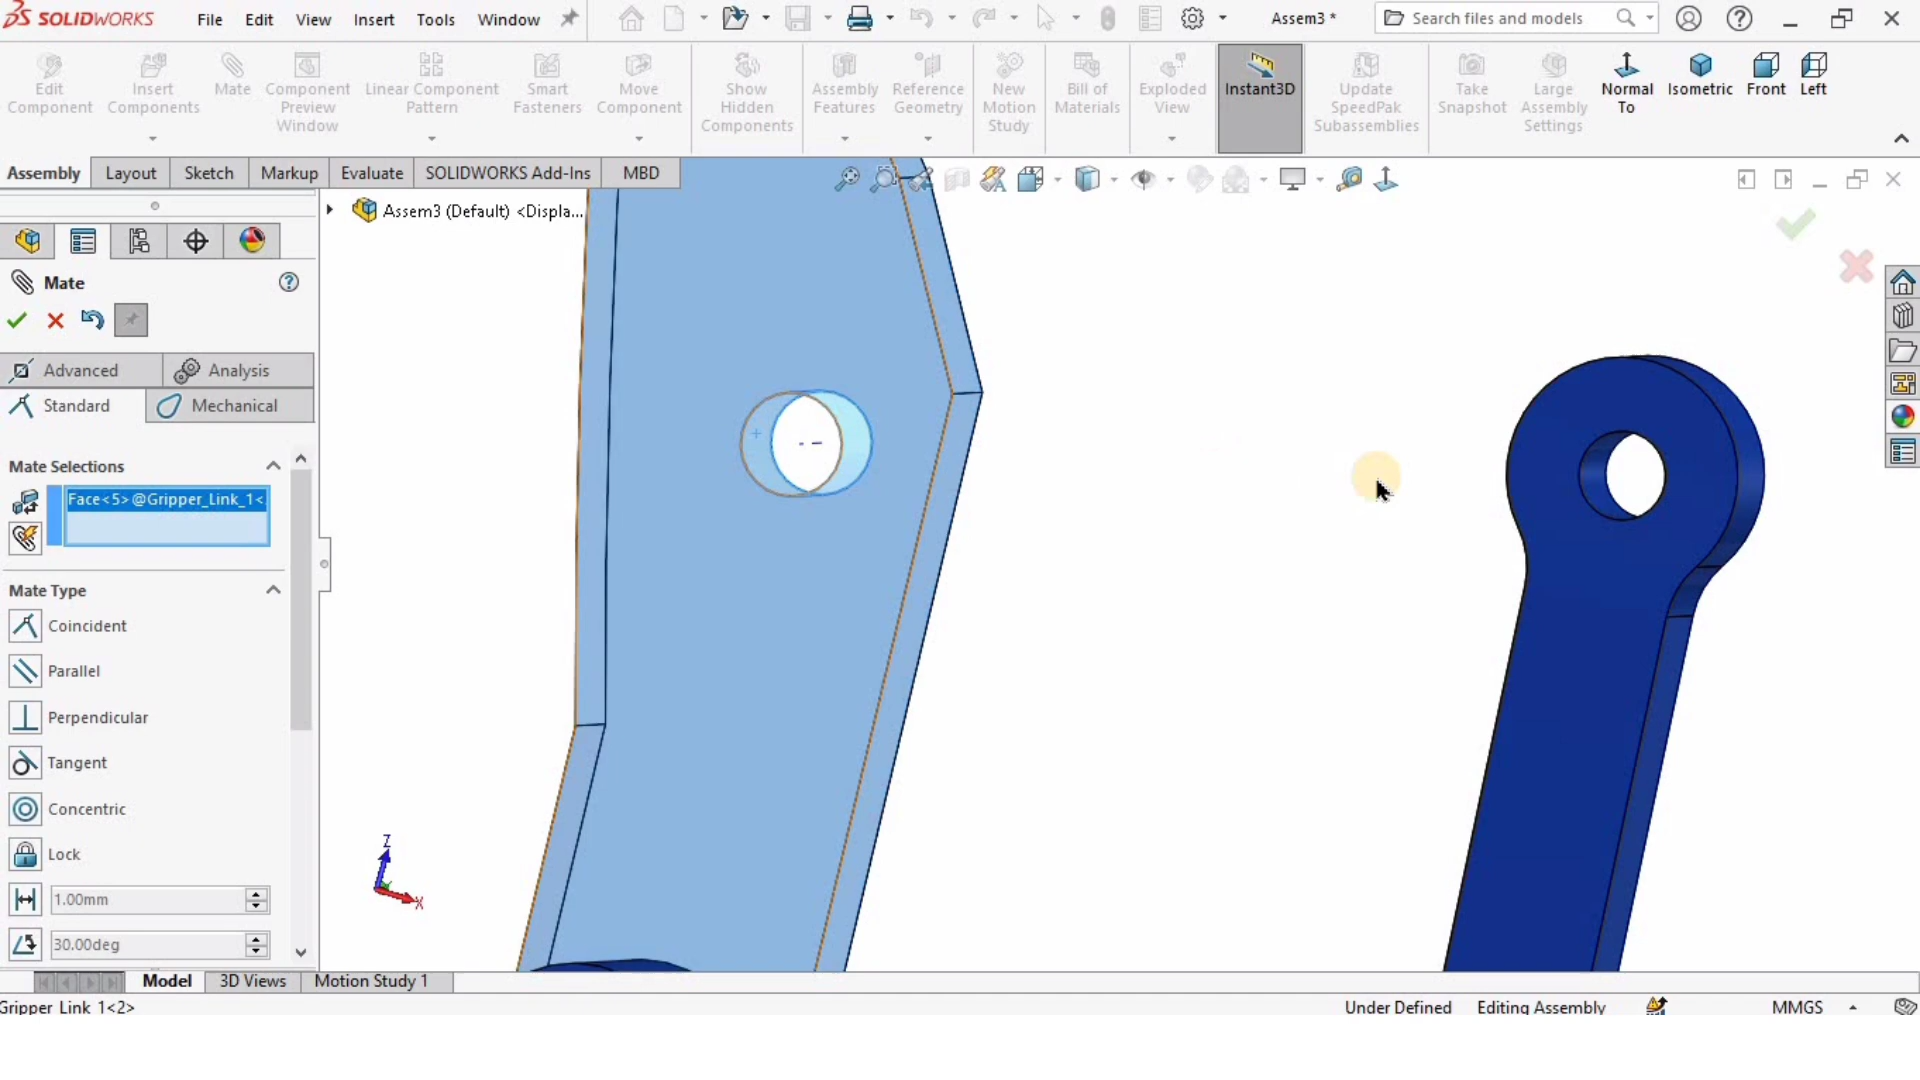 SOLIDWORKS File Edit View Insert Tools Window Assem3 * Search files and models
Edit Component
Insert Components
Mate
Component Preview Window
Linear Component Pattern
Smart Fasteners
Move Component
Show Hidden Components
Assembly Features
Reference Geometry
New Motion Study
Bill of Materials
Exploded View
Instant3D
Update SpeedPak Subassemblies
Take Snapshot
Large Assembly Settings
Normal To
Isometric
Front
Left
Assembly Layout Sketch Markup Evaluate SOLIDWORKS Add-Ins MBD
Assem3 (Default) <Displa...
Mate
Advanced Analysis
Standard Mechanical
Mate Selections
Face<5>@Gripper_Link_1<
Mate Type
Coincident
Parallel
Perpendicular
Tangent
Concentric
Lock
1.00mm
30.00deg
Z
X
Model 3D Views Motion Study 1
Gripper Link 1<2> Under Defined Editing Assembly MMGS